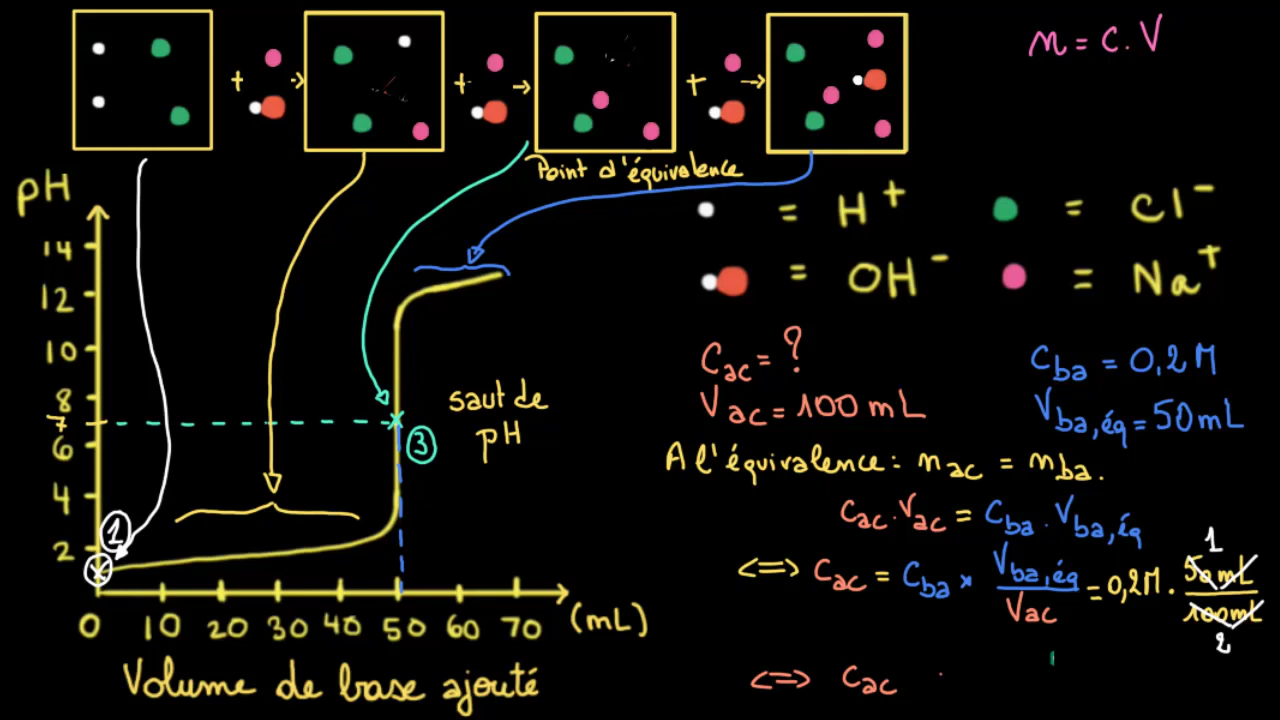 + → + → + →
n = C . V
Point d'équivalence
pH
14
12
10
8
7
6
4
2
0 10 20 30 40 50 60 70 (mL)
Volume de base ajouté
1
3
saut de
pH
= H⁺ = Cl⁻
= OH⁻ = Na⁺
Cac = ? Cba = 0,2 M
Vac = 100 mL Vba,éq = 50 mL
A l'équivalence : nac = nba.
Cac . Vac = Cba . Vba,éq
<=> Cac = Cba × Vba,éq / Vac = 0,2 M . 50 mL / 100 mL
1
2
<=> Cac